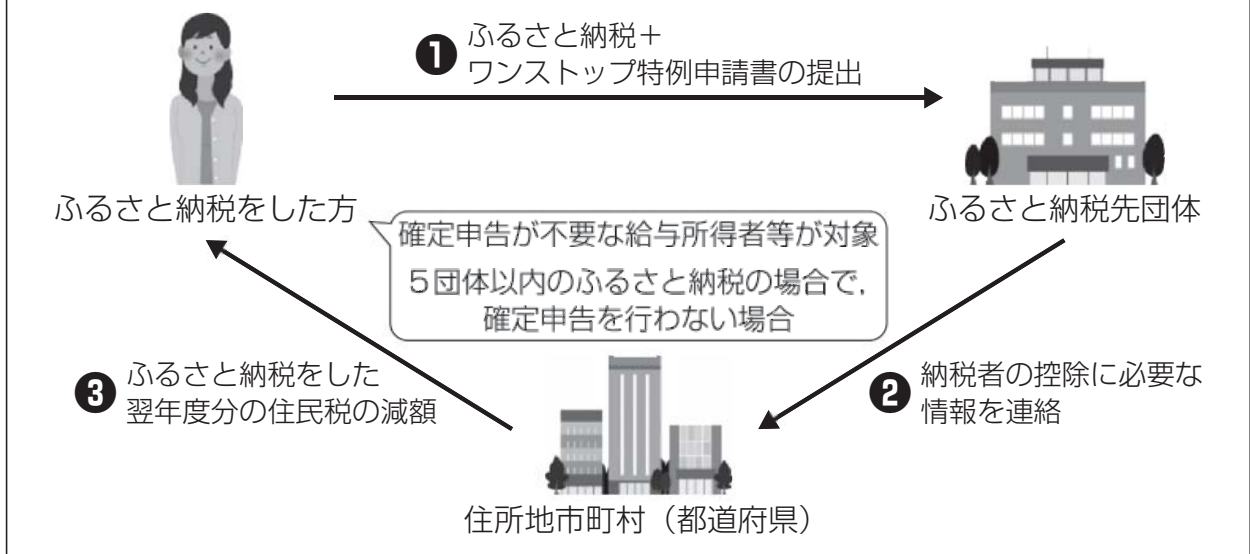 ❶ ふるさと納税＋
ワンストップ特例申請書の提出
ふるさと納税をした方
ふるさと納税先団体
確定申告が不要な給与所得者等が対象
５団体以内のふるさと納税の場合で,
確定申告を行わない場合
❸ ふるさと納税をした
翌年度分の住民税の減額
❷ 納税者の控除に必要な
情報を連絡
住所地市町村（都道府県）